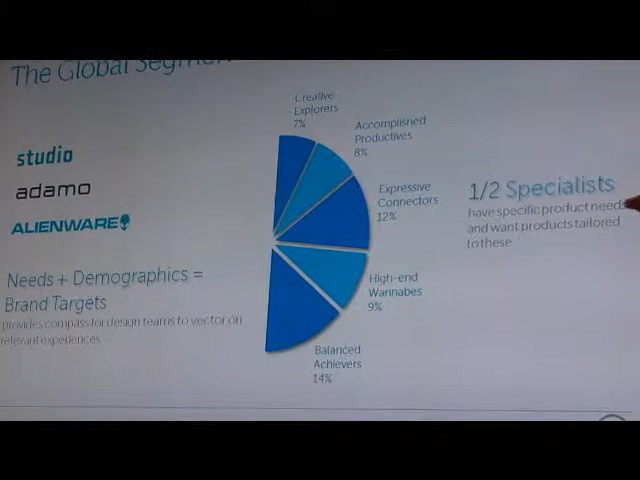 The Global Segmen
studio
adamo
ALIENWARE
Needs + Demographics =
Brand Targets
provides compass for design teams to vector on
relevant experiences
Creative
Explorers
7%
Accomplished
Productives
8%
Expressive
Connectors
12%
High-end
Wannabes
9%
Balanced
Achievers
14%
1/2 Specialists
have specific product needs
and want products tailored
to these